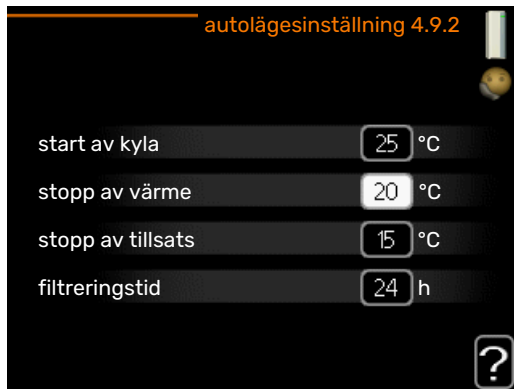 autolägesinställning 4.9.2
start av kyla 25 °C
stopp av värme 20 °C
stopp av tillsats 15 °C
filtreringstid 24 h
?